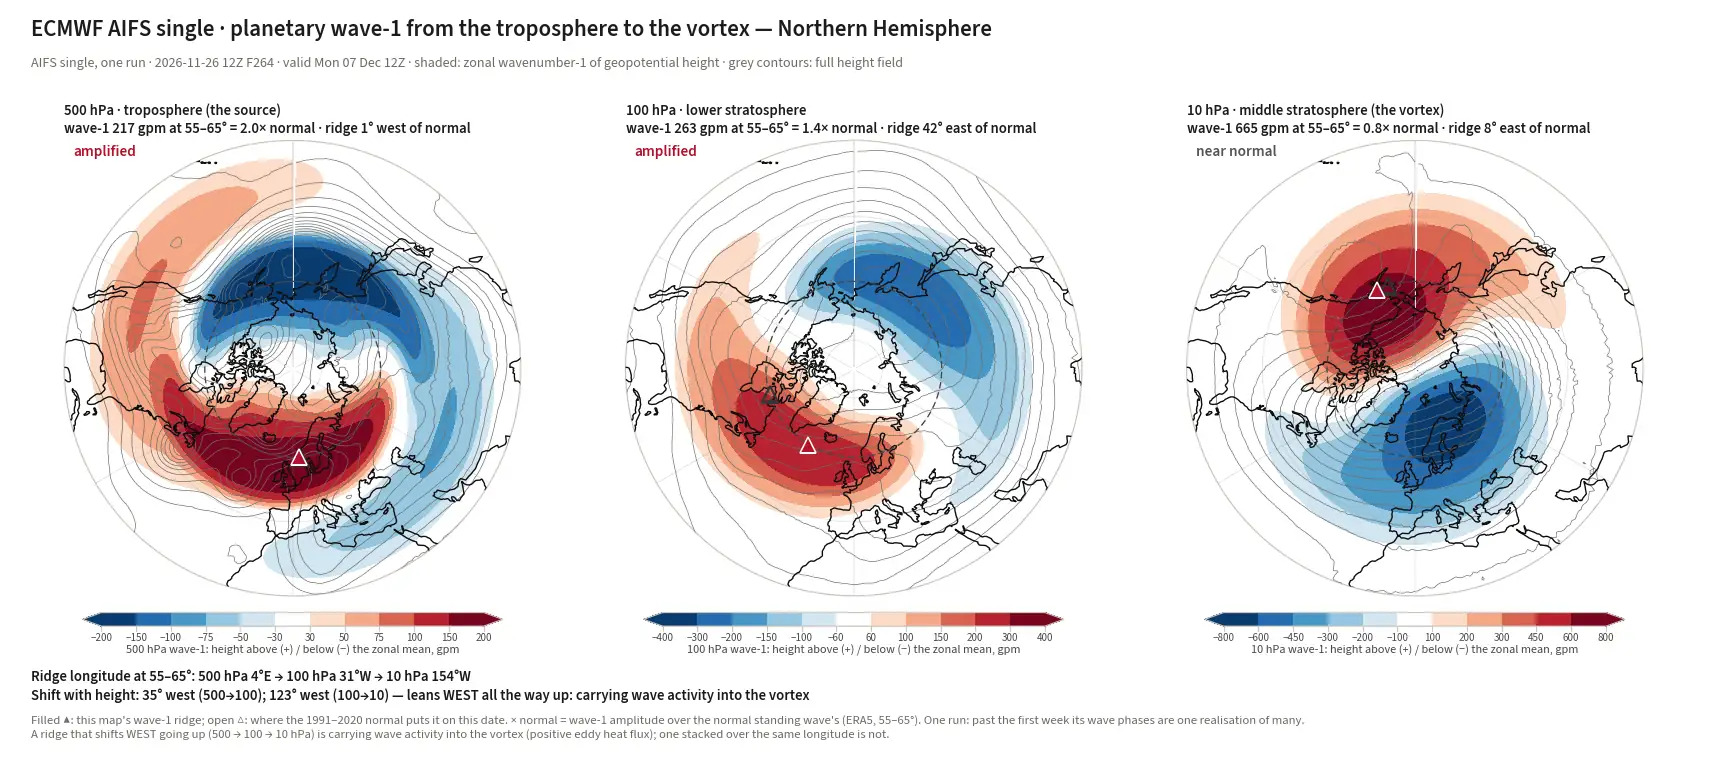 ECMWF AIFS single · planetary wave-1 from the troposphere to the vortex — Northern Hemisphere
AIFS single, one run · 2026-11-26 12Z F264 · valid Mon 07 Dec 12Z · shaded: zonal wavenumber-1 of geopotential height · grey contours: full height field
500 hPa · troposphere (the source)
wave-1 217 gpm at 55–65° = 2.0× normal · ridge 1° west of normal
amplified
100 hPa · lower stratosphere
wave-1 263 gpm at 55–65° = 1.4× normal · ridge 42° east of normal
amplified
10 hPa · middle stratosphere (the vortex)
wave-1 665 gpm at 55–65° = 0.8× normal · ridge 8° east of normal
near normal
−200 −150 −100 −75 −50 −30 30 50 75 100 150 200
500 hPa wave-1: height above (+) / below (−) the zonal mean, gpm
−400 −300 −200 −150 −100 −60 60 100 150 200 300 400
100 hPa wave-1: height above (+) / below (−) the zonal mean, gpm
−800 −600 −450 −300 −200 −100 100 200 300 450 600 800
10 hPa wave-1: height above (+) / below (−) the zonal mean, gpm
Ridge longitude at 55–65°: 500 hPa 4°E → 100 hPa 31°W → 10 hPa 154°W
Shift with height: 35° west (500→100); 123° west (100→10) — leans WEST all the way up: carrying wave activity into the vortex
Filled ▲: this map's wave-1 ridge; open △: where the 1991–2020 normal puts it on this date. × normal = wave-1 amplitude over the normal standing wave's (ERA5, 55–65°). One run: past the first week its wave phases are one realisation of many.
A ridge that shifts WEST going up (500 → 100 → 10 hPa) is carrying wave activity into the vortex (positive eddy heat flux); one stacked over the same longitude is not.